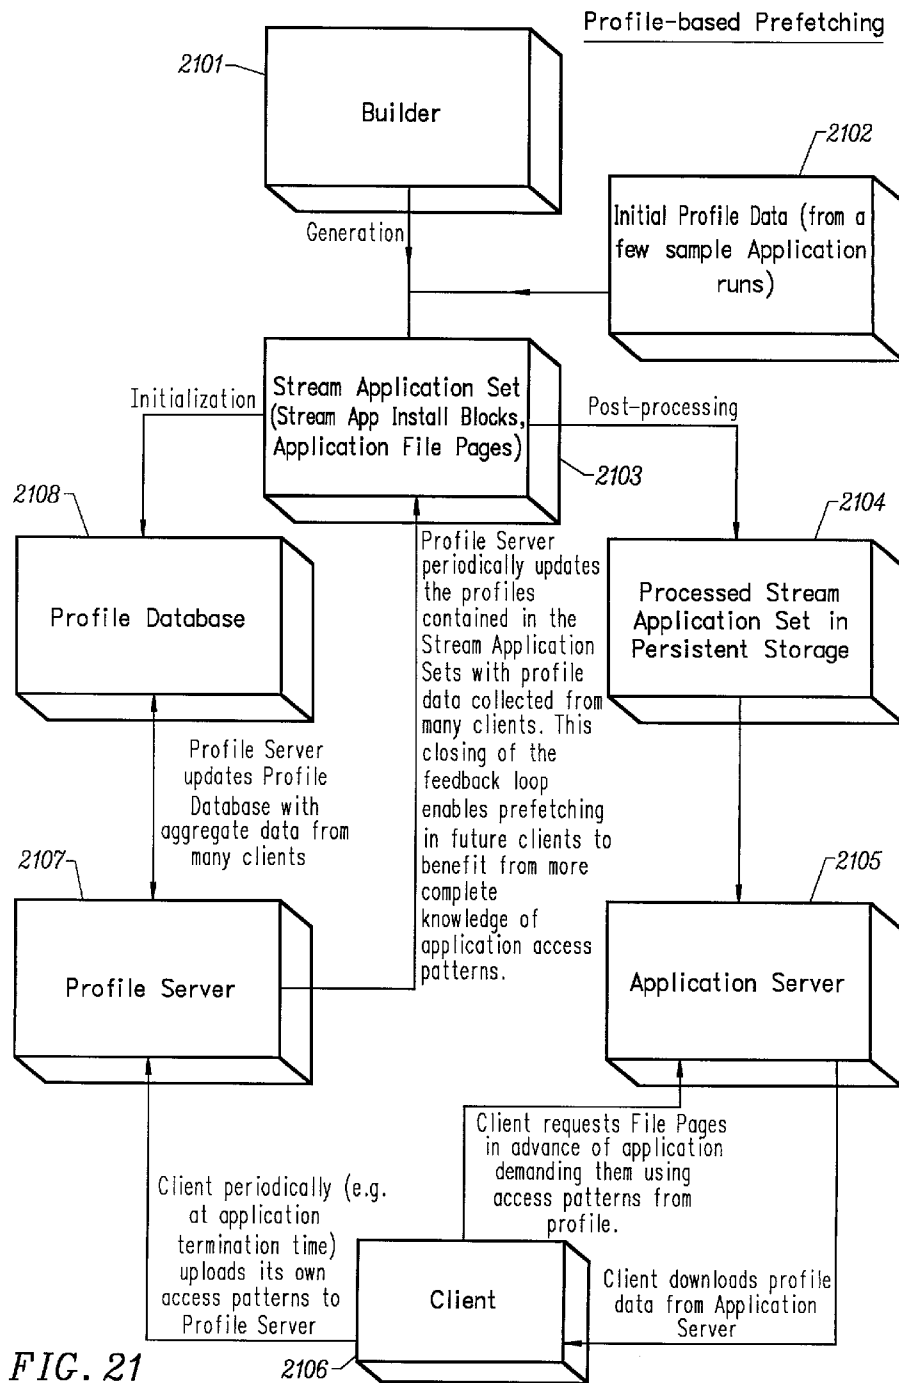 Profile-based Prefetching
2101
Builder
2102
Initial Profile Data (from a
few sample Application
runs)
Generation
Stream Application Set
(Stream App Install Blocks,
Application File Pages)
2103
Initialization
Post-processing
2108
Profile Database
2104
Processed Stream
Application Set in
Persistent Storage
Profile Server
periodically updates
the profiles
contained in the
Stream Application
Sets with profile
data collected from
many clients. This
closing of the
feedback loop
enables prefetching
in future clients to
benefit from more
complete
knowledge of
application access
patterns.
Profile Server
updates Profile
Database with
aggregate data from
many clients
2107
Profile Server
2105
Application Server
Client requests File Pages
in advance of application
demanding them using
access patterns from
profile.
Client periodically (e.g.
at application
termination time)
uploads its own
access patterns to
Profile Server
Client
2106
Client downloads profile
data from Application
Server
FIG. 21